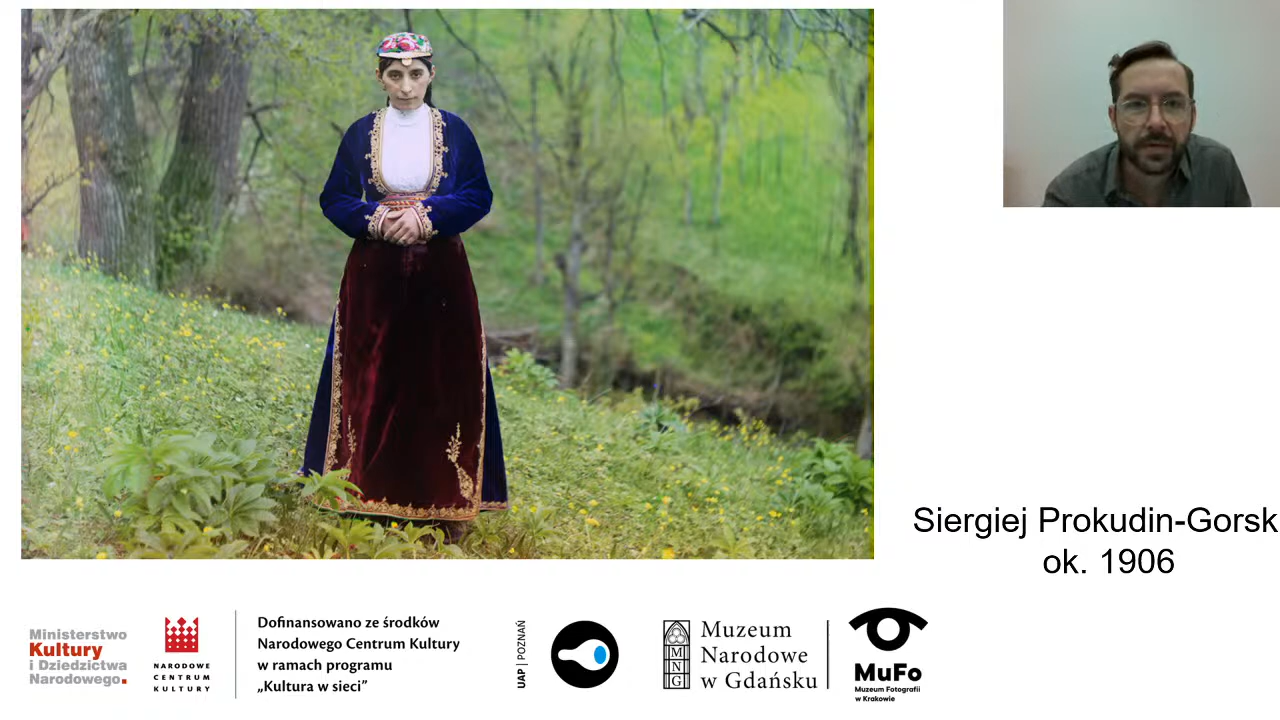 Siergiej Prokudin-Gorsk
ok. 1906
Ministerstwo
Kultury
i Dziedzictwa
Narodowego.
NARODOWE
CENTRUM
KULTURY
Dofinansowano ze środków
Narodowego Centrum Kultury
w ramach programu
„Kultura w sieci”
UAP | POZNAŃ
MNG
Muzeum
Narodowe
w Gdańsku
MuFo
Muzeum Fotografii
w Krakowie